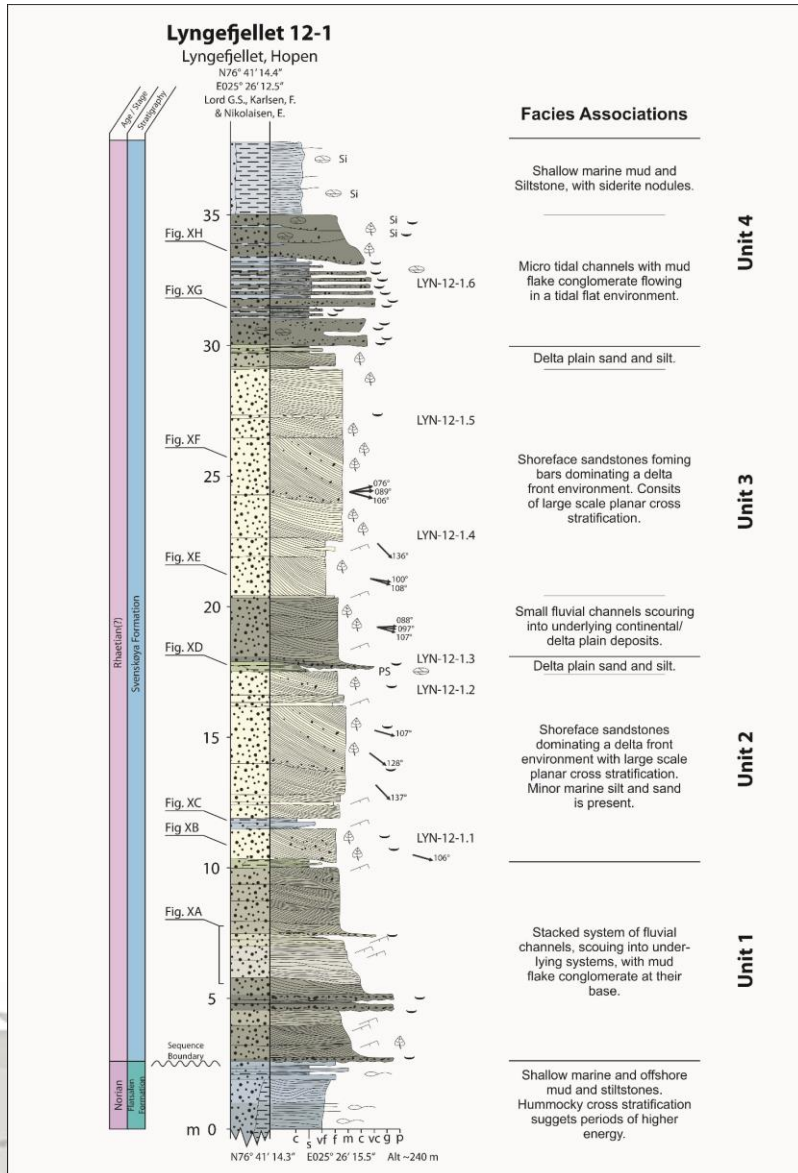 Lyngefjellet 12-1
Lyngefjellet, Hopen
N76° 41' 14.4"
E025° 26' 12.5"
Lord G.S., Karlsen, F.
& Nikolaisen, E.
Age / Stage
Stratigraphy
Facies Associations
Shallow marine mud and
Siltstone, with siderite nodules.
Si
Si
35
Si
Si
Fig. XH
Unit 4
Micro tidal channels with mud
flake conglomerate flowing
in a tidal flat environment.
LYN-12-1.6
Fig. XG
30
Delta plain sand and silt.
LYN-12-1.5
Fig. XF
Shoreface sandstones foming
bars dominating a delta
front environment. Consits
of large scale planar cross
stratification.
Unit 3
25
076°
089°
106°
LYN-12-1.4
136°
Fig. XE
100°
108°
20
Small fluvial channels scouring
into underlying continental/
delta plain deposits.
088°
097°
107°
Rhaetian(?)
Svenskøya Formation
Fig. XD
LYN-12-1.3
PS
Delta plain sand and silt.
LYN-12-1.2
15
107°
128°
137°
Shoreface sandstones
dominating a delta front
environment with large scale
planar cross stratification.
Minor marine silt and sand
is present.
Unit 2
Fig. XC
Fig XB
LYN-12-1.1
106°
10
Fig. XA
Stacked system of fluvial
channels, scouing into under-
lying systems, with mud
flake conglomerate at their
base.
Unit 1
5
Sequence
Boundary
Norian
Flatsalen
Formation
Shallow marine and offshore
mud and stiltstones.
Hummocky cross stratification
suggets periods of higher
energy.
m 0
c s vf f m c vc g p
N76° 41' 14.3" E025° 26' 15.5" Alt ~240 m